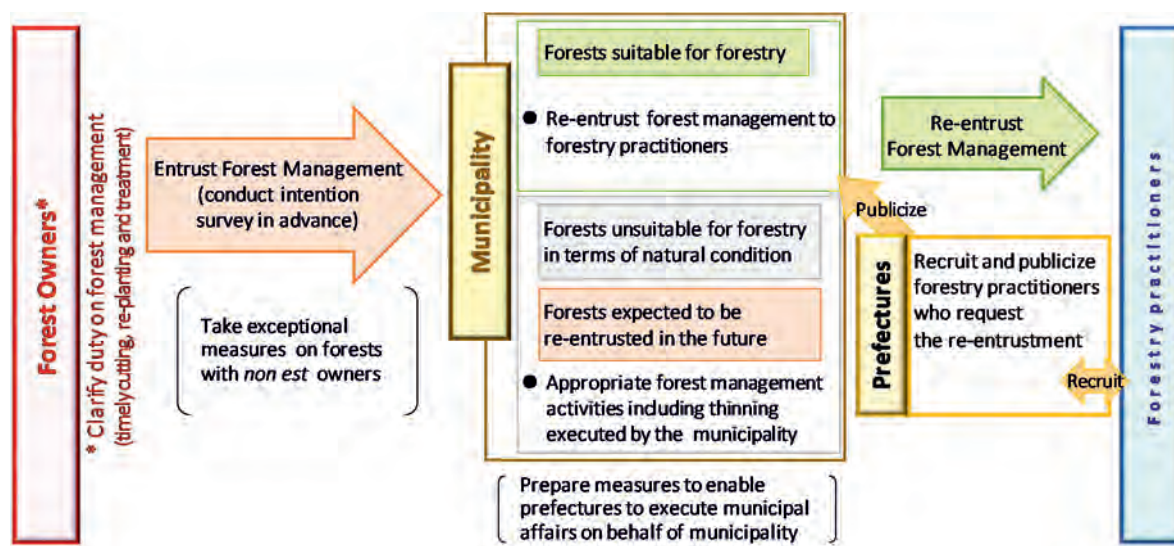 Forest Owners*
* Clarify duty on forest management
(timely cutting, re-planting and treatment)
Entrust Forest Management
(conduct intention
survey in advance)
Take exceptional
measures on forests
with non est owners
Municipality
Forests suitable for forestry
● Re-entrust forest management to
forestry practitioners
Forests unsuitable for forestry
in terms of natural condition
Forests expected to be
re-entrusted in the future
● Appropriate forest management
activities including thinning
executed by the municipality
Prepare measures to enable
prefectures to execute municipal
affairs on behalf of municipality
Re-entrust
Forest Management
Publicize
Prefectures
Recruit and publicize
forestry practitioners
who request
the re-entrustment
Recruit
Forestry practitioners